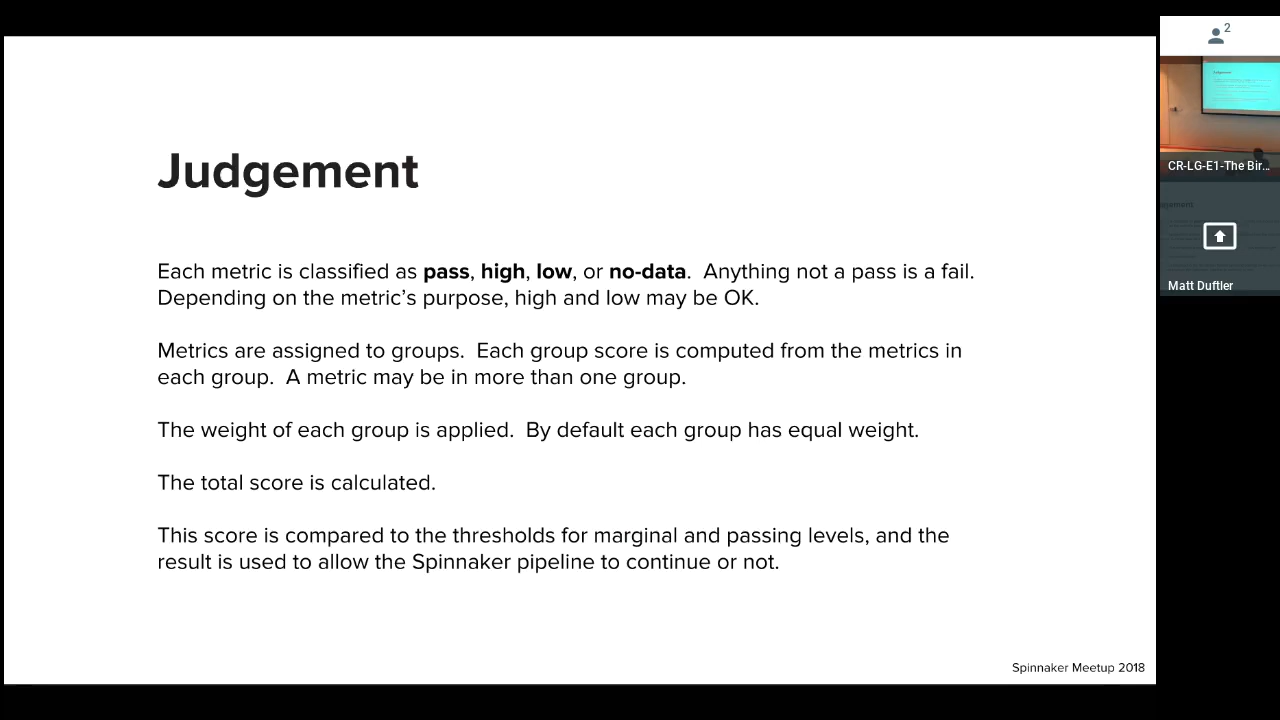 Judgement
Each metric is classified as pass, high, low, or no-data.  Anything not a pass is a fail.
Depending on the metric's purpose, high and low may be OK.
Metrics are assigned to groups.  Each group score is computed from the metrics in
each group.  A metric may be in more than one group.
The weight of each group is applied.  By default each group has equal weight.
The total score is calculated.
This score is compared to the thresholds for marginal and passing levels, and the
result is used to allow the Spinnaker pipeline to continue or not.
Spinnaker Meetup 2018
2
CR-LG-E1-The Bir...
Matt Duftler